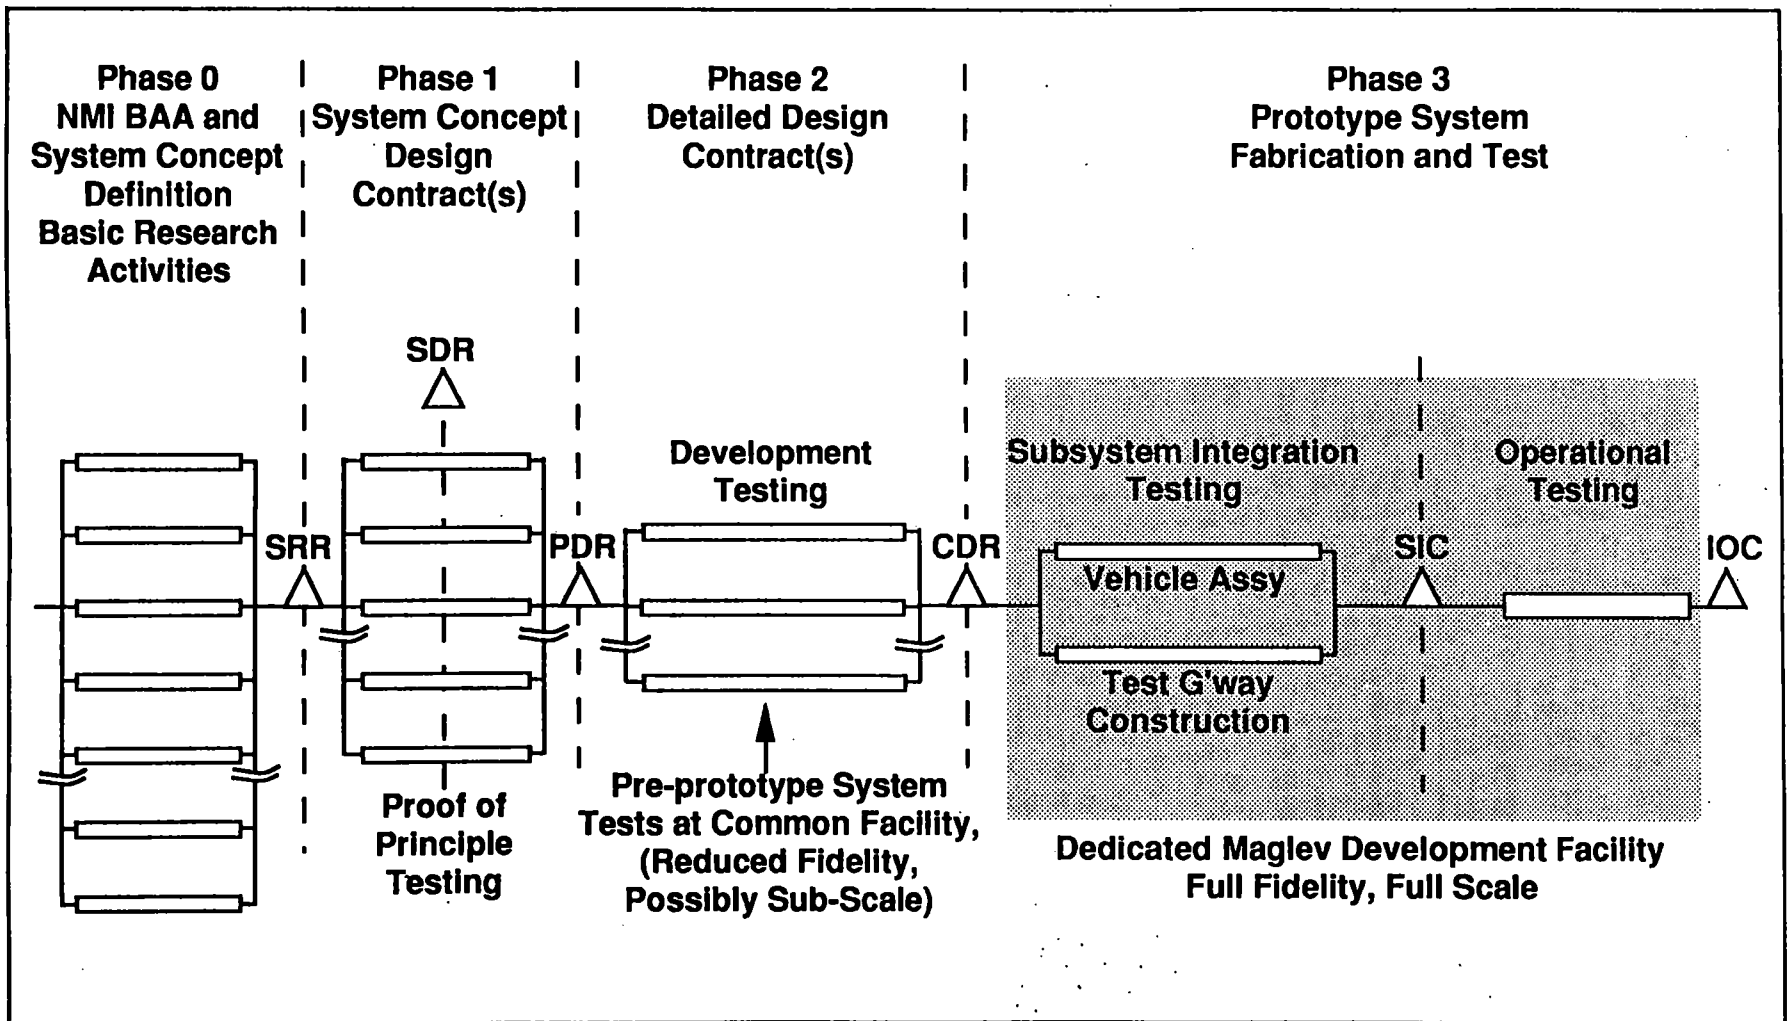 Phase 0
NMI BAA and
System Concept
Definition
Basic Research
Activities
Phase 1
System Concept
Design
Contract(s)
Phase 2
Detailed Design
Contract(s)
Phase 3
Prototype System
Fabrication and Test
SDR
SRR
PDR
Development
Testing
CDR
Subsystem Integration
Testing
Operational
Testing
SIC
IOC
Vehicle Assy
Test G'way
Construction
Proof of
Principle
Testing
Pre-prototype System
Tests at Common Facility,
(Reduced Fidelity,
Possibly Sub-Scale)
Dedicated Maglev Development Facility
Full Fidelity, Full Scale